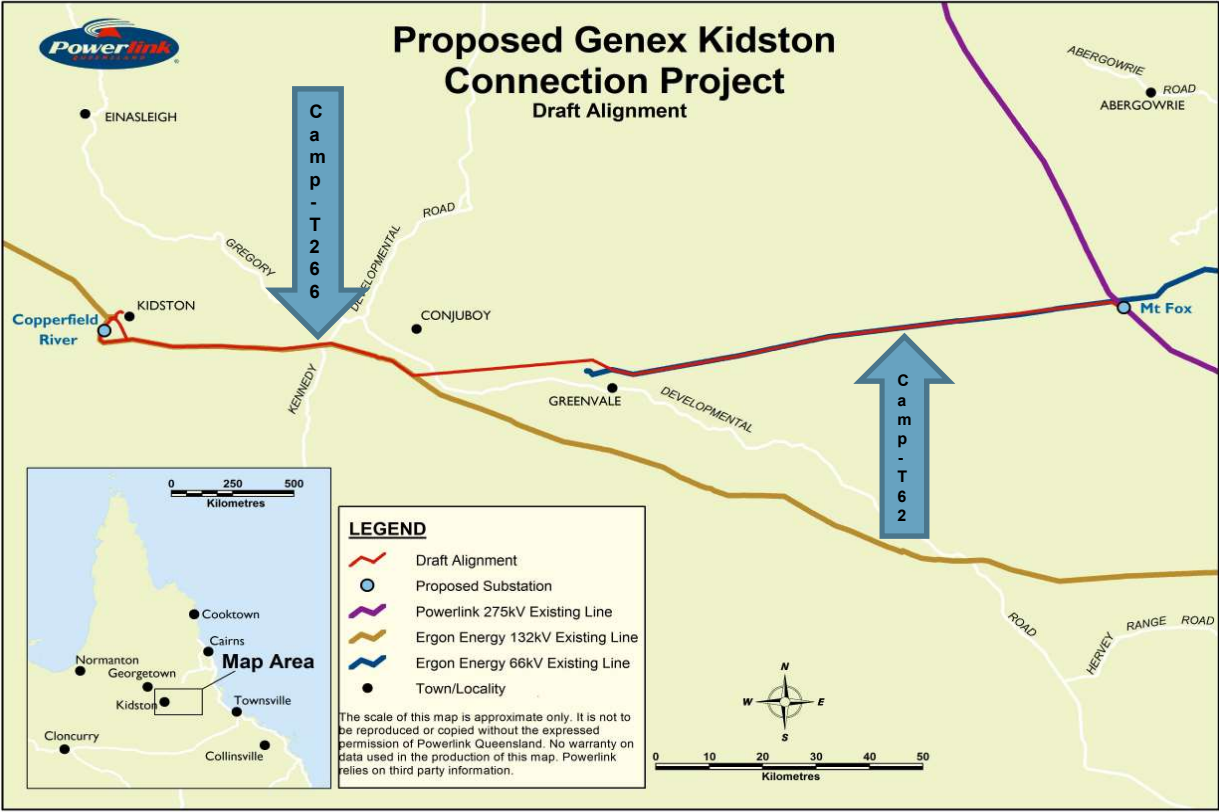 Powerlink
QUEENSLAND
Proposed Genex Kidston
Connection Project
Draft Alignment
EINASLEIGH
ABERGOWRIE
ROAD
ABERGOWRIE
Camp-T266
ROAD
GREGORY
DEVELOPMENTAL
KIDSTON
Copperfield
River
CONJUBOY
Mt Fox
KENNEDY
GREENVALE
DEVELOPMENTAL
Camp-T62
ROAD
HERVEY
RANGE
ROAD
0 250 500
Kilometres
Cooktown
Cairns
Map Area
Normanton
Georgetown
Kidston
Townsville
Cloncurry
Collinsville
LEGEND
Draft Alignment
Proposed Substation
Powerlink 275kV Existing Line
Ergon Energy 132kV Existing Line
Ergon Energy 66kV Existing Line
Town/Locality
The scale of this map is approximate only. It is not to
be reproduced or copied without the expressed
permission of Powerlink Queensland. No warranty on
data used in the production of this map. Powerlink
relies on third party information.
N
W E
S
0 10 20 30 40 50
Kilometres